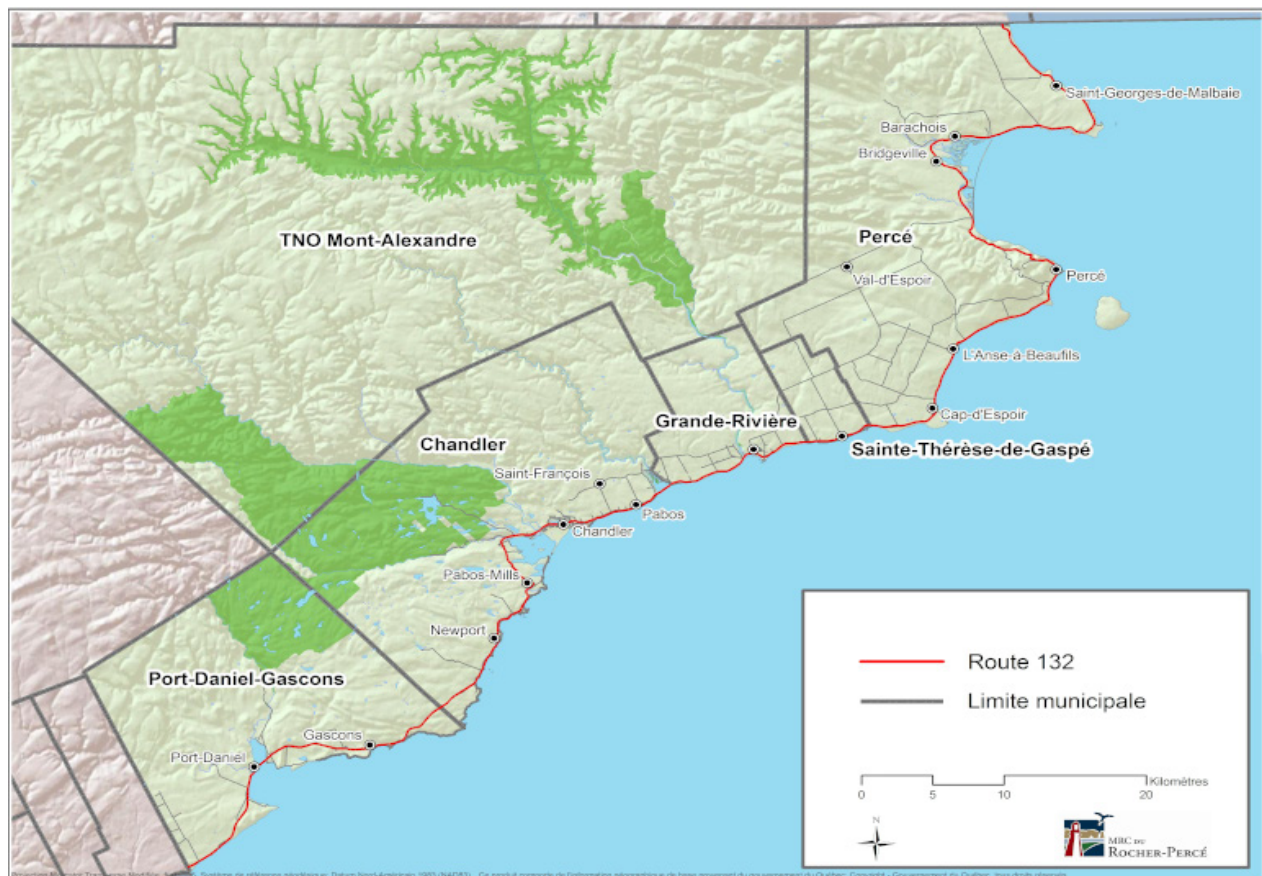 Saint-Georges-de-Malbaie
Barachois
Bridgeville
TNO Mont-Alexandre
Percé
Val-d'Espoir
Percé
L'Anse-à-Beaufils
Cap-d'Espoir
Grande-Rivière
Chandler
Sainte-Thérèse-de-Gaspé
Saint-François
Pabos
Chandler
Pabos-Mills
Newport
Port-Daniel-Gascons
Gascons
Port-Daniel
Route 132
Limite municipale
Kilomètres
0 5 10 20
N
MRC DU
ROCHER-PERCÉ